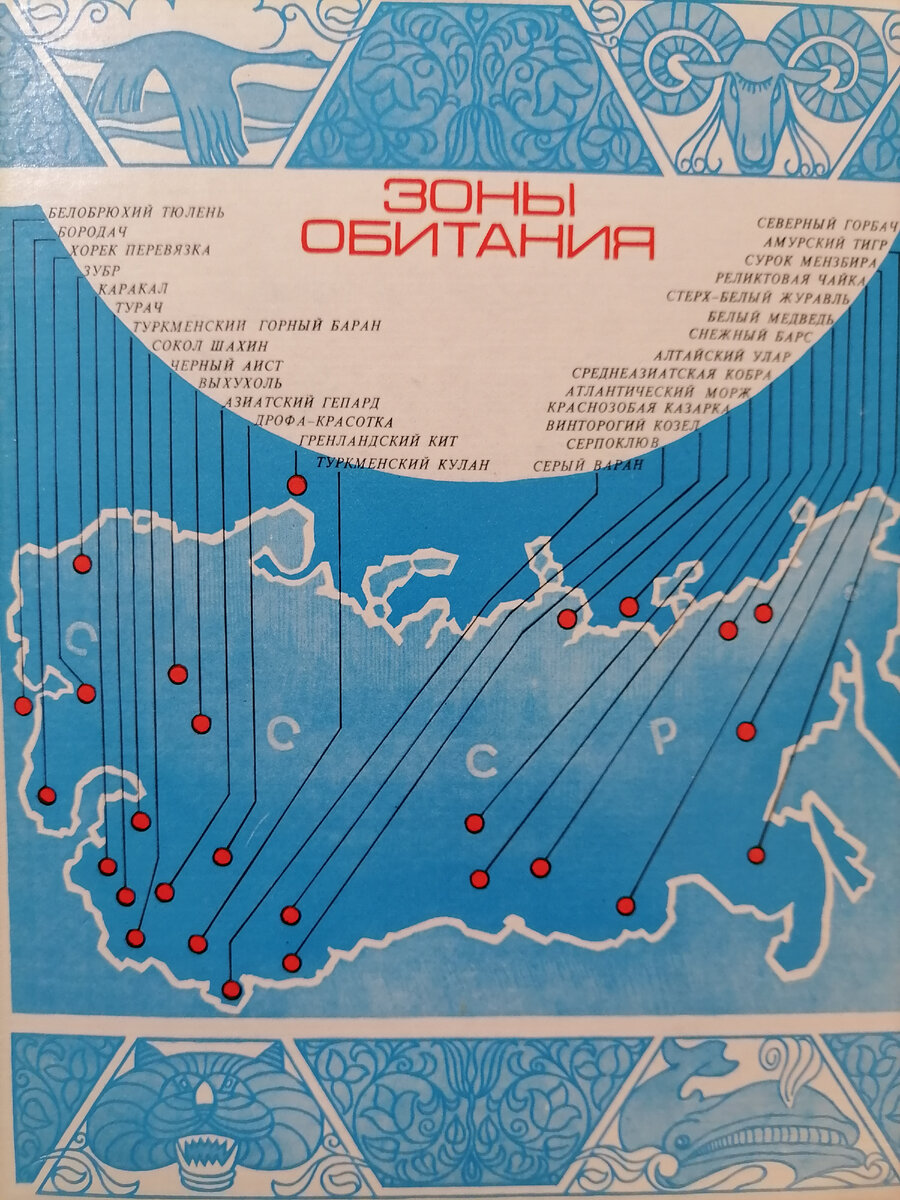 ЗОНЫ
ОБИТАНИЯ
БЕЛОБРЮХИЙ ТЮЛЕНЬ
БОРОДАЧ
ХОРЕК ПЕРЕВЯЗКА
ЗУБР
КАРАКАЛ
ТУРАЧ
ТУРКМЕНСКИИ ГОРНЫЙ БАРАН
СОКОЛ ШАХИН
ЧЕРНЫЙ АИСТ
ВЫХУХОЛЬ
АЗИАТСКИЙ ГЕПАРД
ДРОФА-КРАСОТКА
ГРЕНЛАНДСКИЙ КИТ
ТУРКМЕНСКИЙ КУЛАН
СЕВЕРНЫЙ ГОРБАЧ
АМУРСКИЙ ТИГР
СУРОК МЕНЗБИРА
РЕЛИКТОВАЯ ЧАЙКА
СТЕРХ-БЕЛЫЙ ЖУРАВЛЬ
БЕЛЫЙ МЕДВЕДЬ
СНЕЖНЫЙ БАРС
АЛТАЙСКИЙ УЛАР
СРЕДНЕАЗИАТСКАЯ КОБРА
АТЛАНТИЧЕСКИЙ МОРЖ
КРАСНОЗОБАЯ КАЗАРКА
ВИНТОРОГИЙ КОЗЕЛ
СЕРПОКЛЮВ
СЕРЫЙ ВАРАН
С С С Р